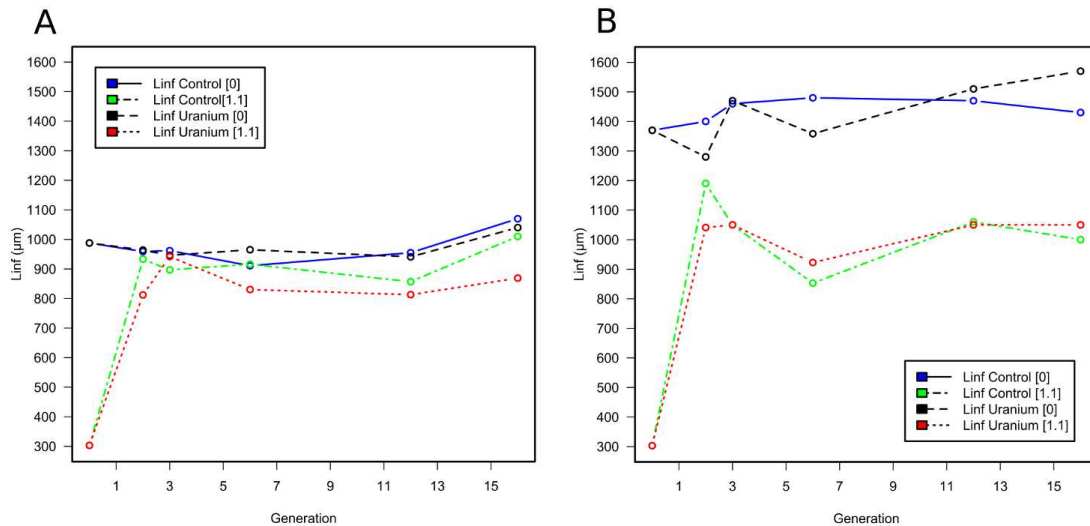 A
1600
1500
1400
1300
1200
1100
1000
900
800
700
600
500
400
300
Linf (µm)
Linf Control [0]
Linf Control[1.1]
Linf Uranium [0]
Linf Uranium [1.1]
1 3 5 7 9 11 13 15
Generation
B
1600
1500
1400
1300
1200
1100
1000
900
800
700
600
500
400
300
Linf (µm)
Linf Control [0]
Linf Control [1.1]
Linf Uranium [0]
Linf Uranium [1.1]
1 3 5 7 9 11 13 15
Generation